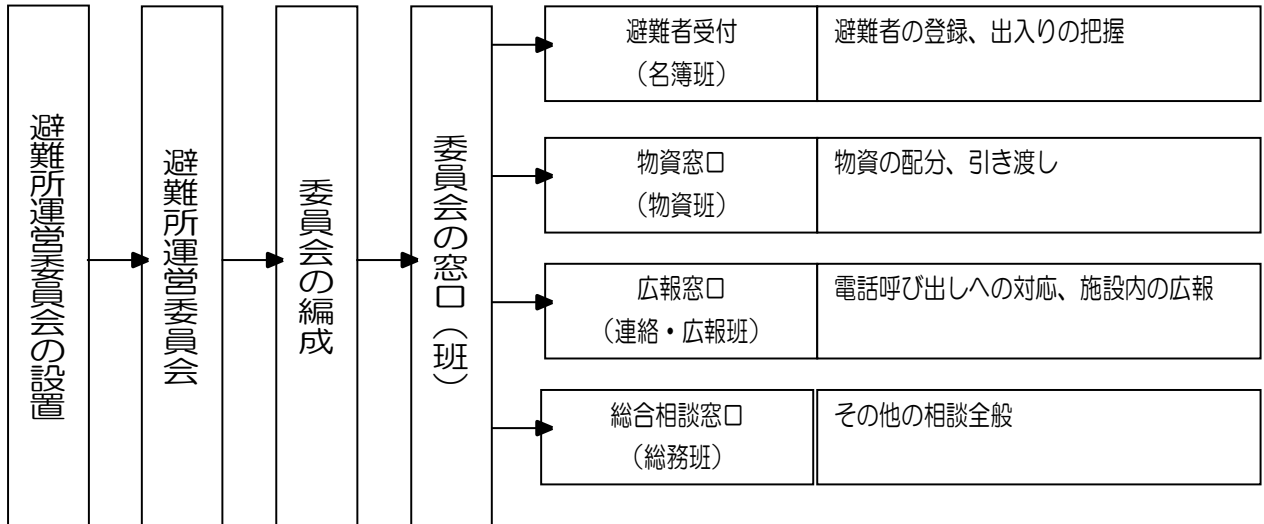 避難所運営委員会の設置
避難所運営委員会
委員会の編成
委員会の窓口（班）
避難者受付
（名簿班）
避難者の登録、出入りの把握
物資窓口
（物資班）
物資の配分、引き渡し
広報窓口
（連絡・広報班）
電話呼び出しへの対応、施設内の広報
総合相談窓口
（総務班）
その他の相談全般